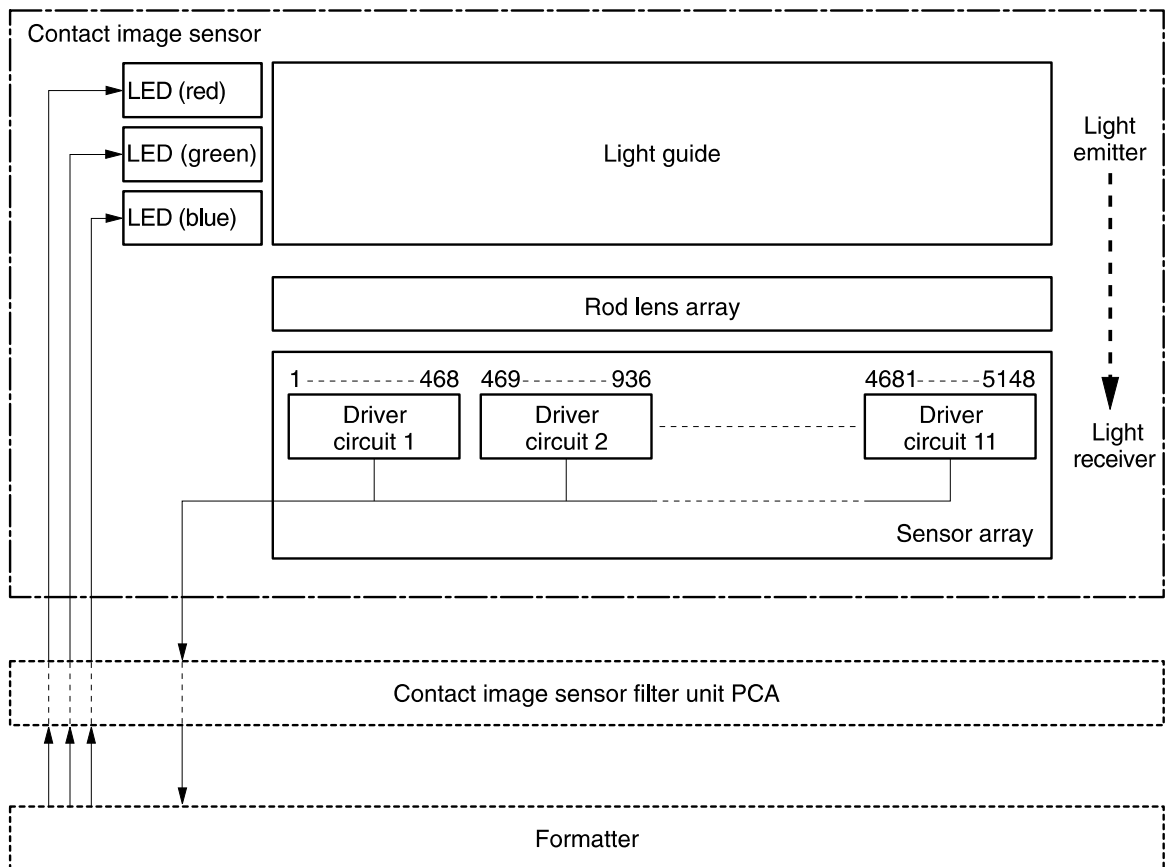 Contact image sensor
LED (red)
LED (green)
LED (blue)
Light guide
Light
emitter
Rod lens array
1 468
469 936
4681 5148
Driver
circuit 1
Driver
circuit 2
Driver
circuit 11
Light
receiver
Sensor array
Contact image sensor filter unit PCA
Formatter